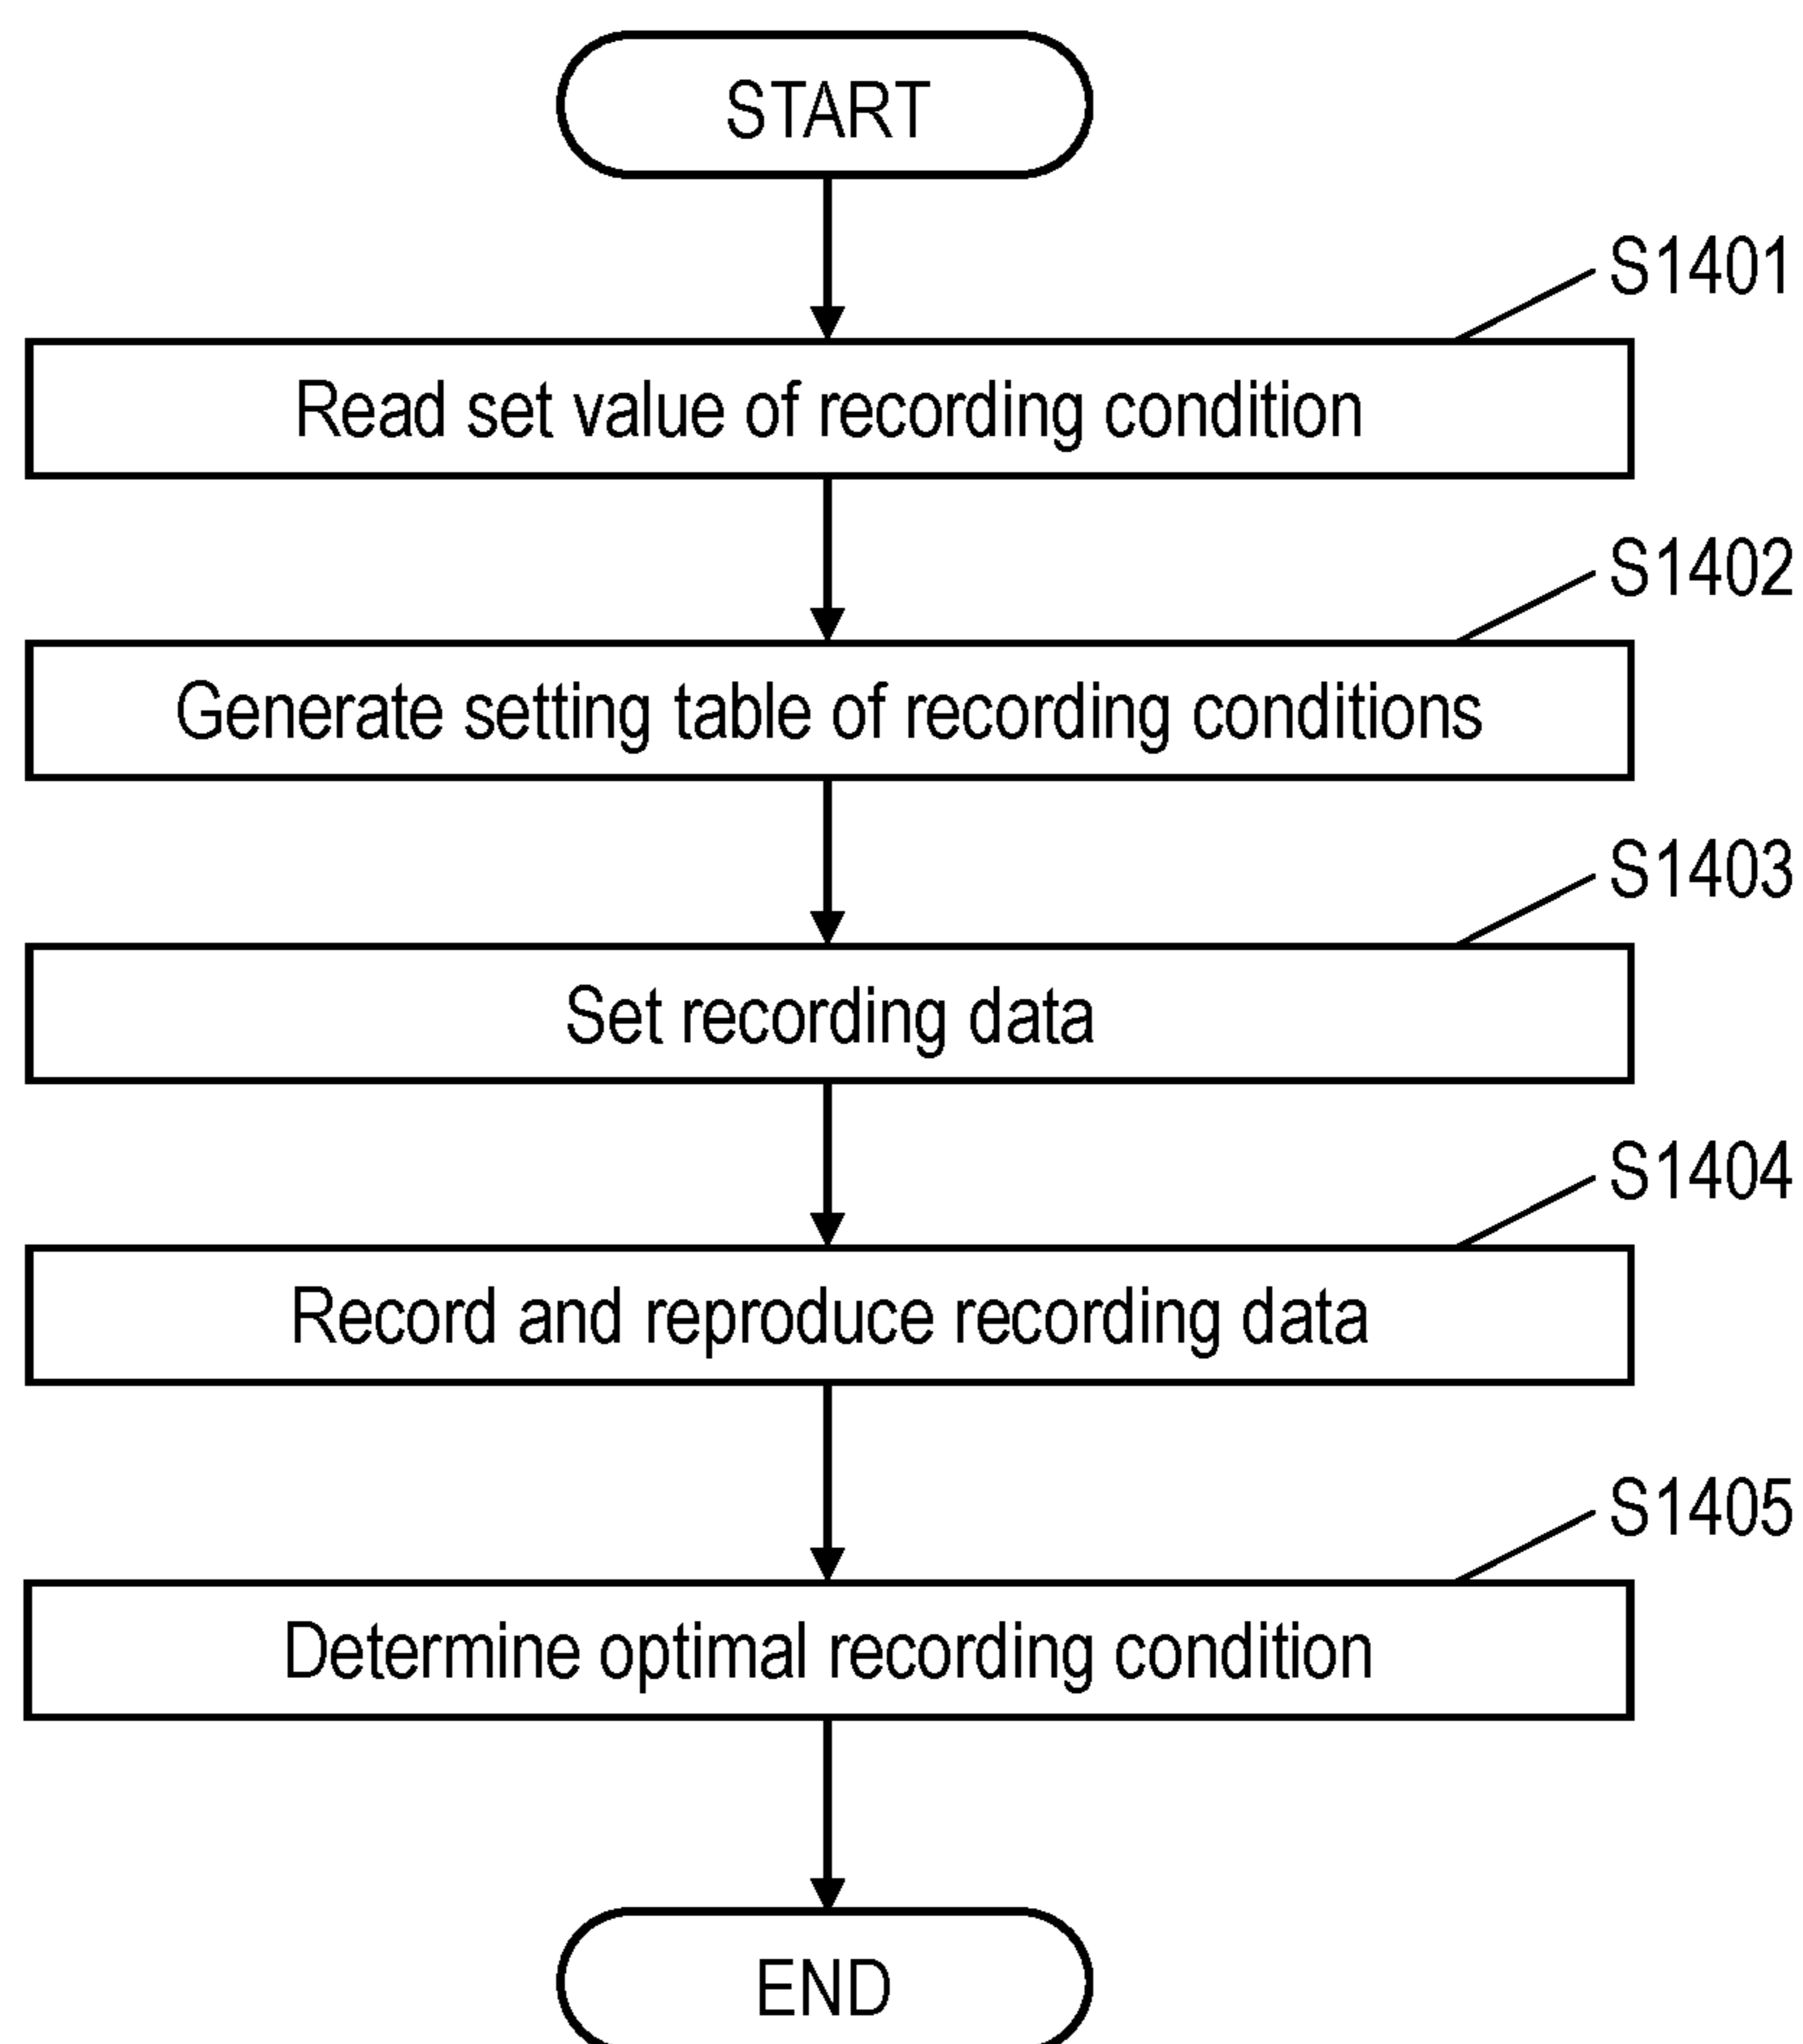 START
S1401
Read set value of recording condition
S1402
Generate setting table of recording conditions
S1403
Set recording data
S1404
Record and reproduce recording data
S1405
Determine optimal recording condition
END